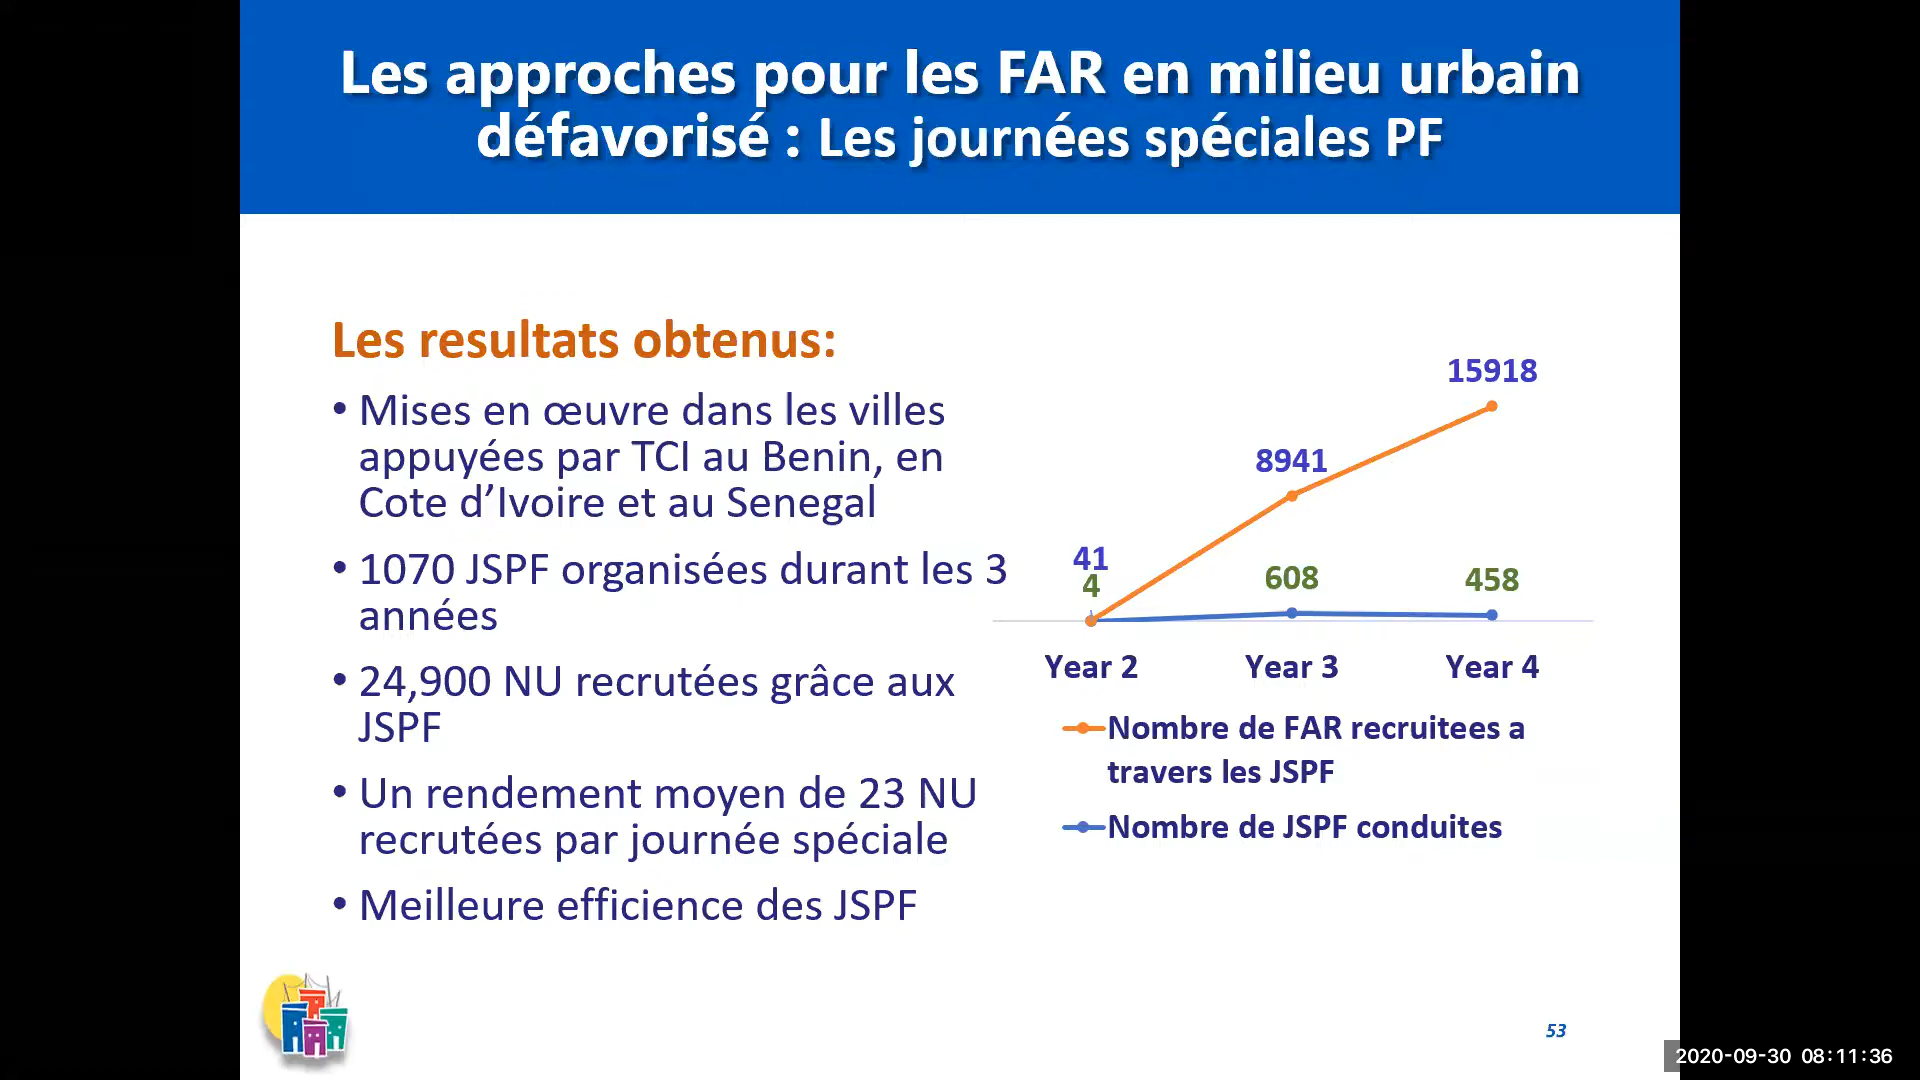 Les approches pour les FAR en milieu urbain
défavorisé : Les journées spéciales PF
Les resultats obtenus:
• Mises en œuvre dans les villes
appuyées par TCI au Benin, en
Cote d’Ivoire et au Senegal
• 1070 JSPF organisées durant les 3
années
• 24,900 NU recrutées grâce aux
JSPF
• Un rendement moyen de 23 NU
recrutées par journée spéciale
• Meilleure efficience des JSPF
15918
8941
41
4
608
458
Year 2
Year 3
Year 4
Nombre de FAR recruitees a
travers les JSPF
Nombre de JSPF conduites
53
2020-09-30 08:11:36